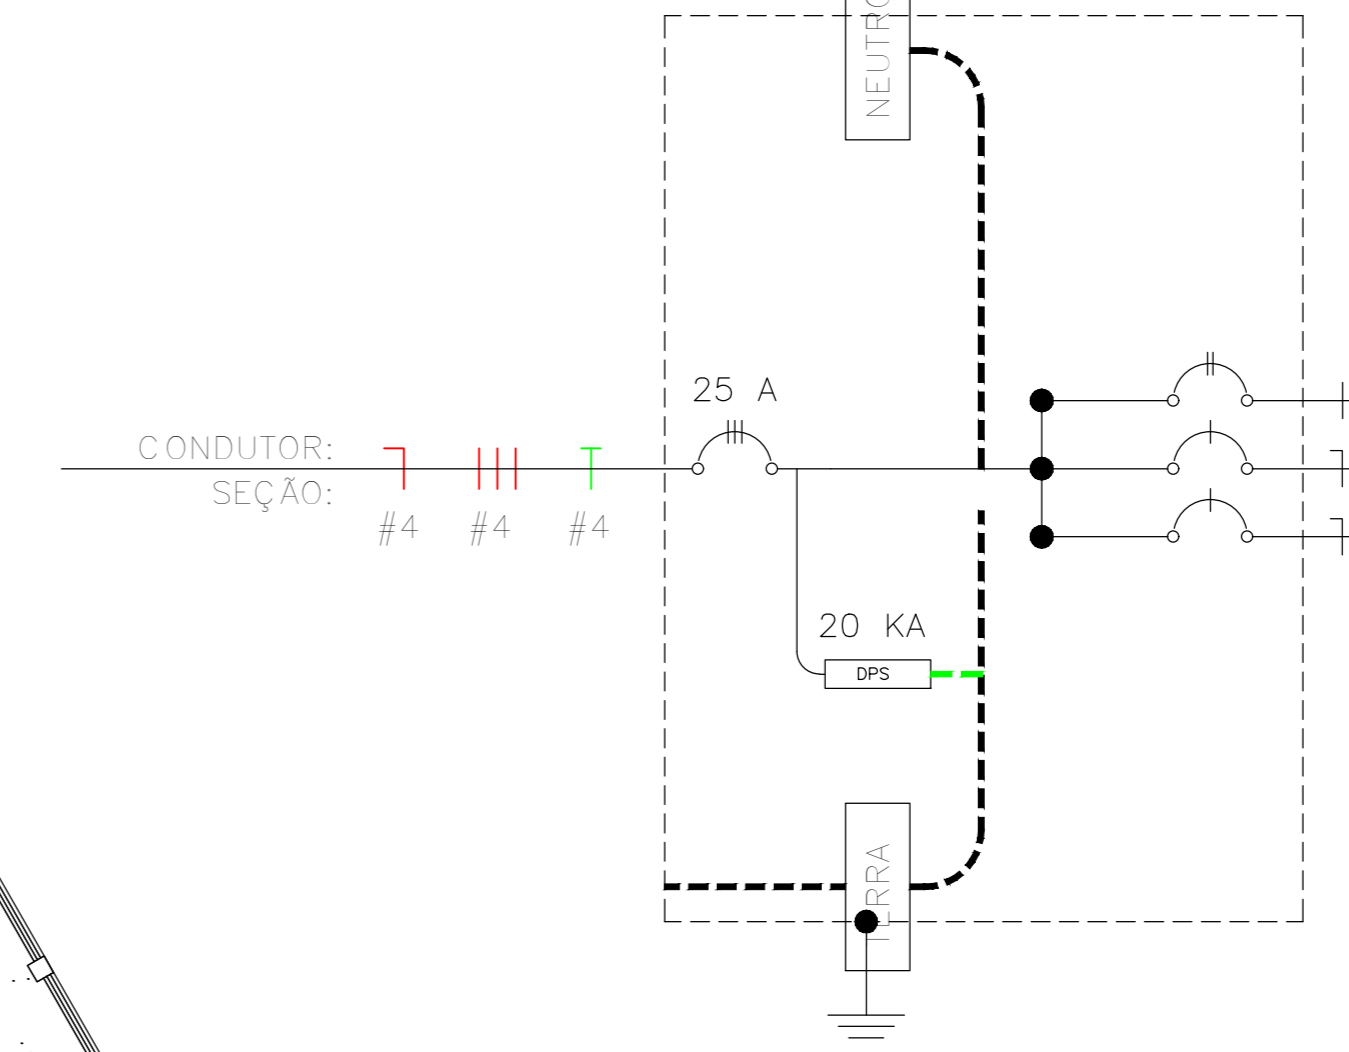 NEUTRO
25 A
CONDUTOR:
SEÇÃO:
#4 #4 #4
20 KA
DPS
TERRA